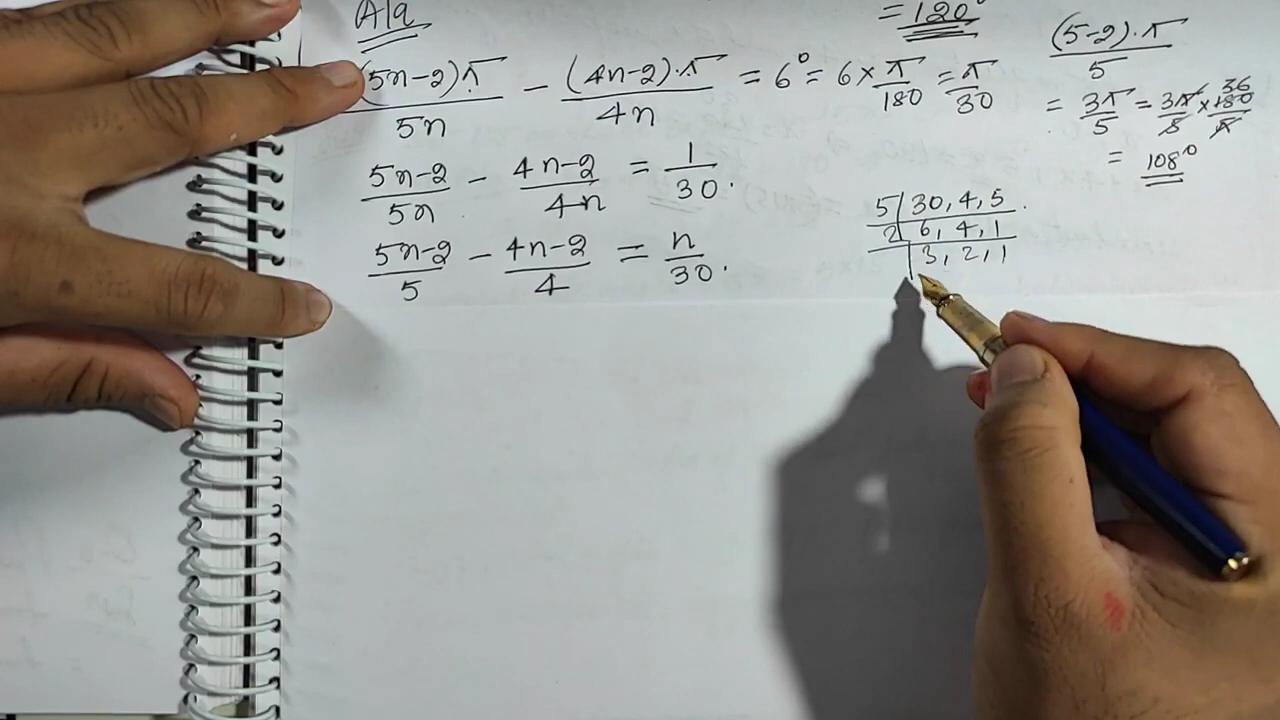 A/q
= 120°
(5n-2)π/5n - (4n-2)·π/4n = 6° = 6 × π/180 = π/30
5n-2/5n - 4n-2/4n = 1/30.
5n-2/5 - 4n-2/4 = n/30.
(5-2)·π/5
= 3π/5 = 3π/5 × 180/π 36
= 108°
5 | 30, 4, 5.
2 | 6, 4, 1
3, 2, 1